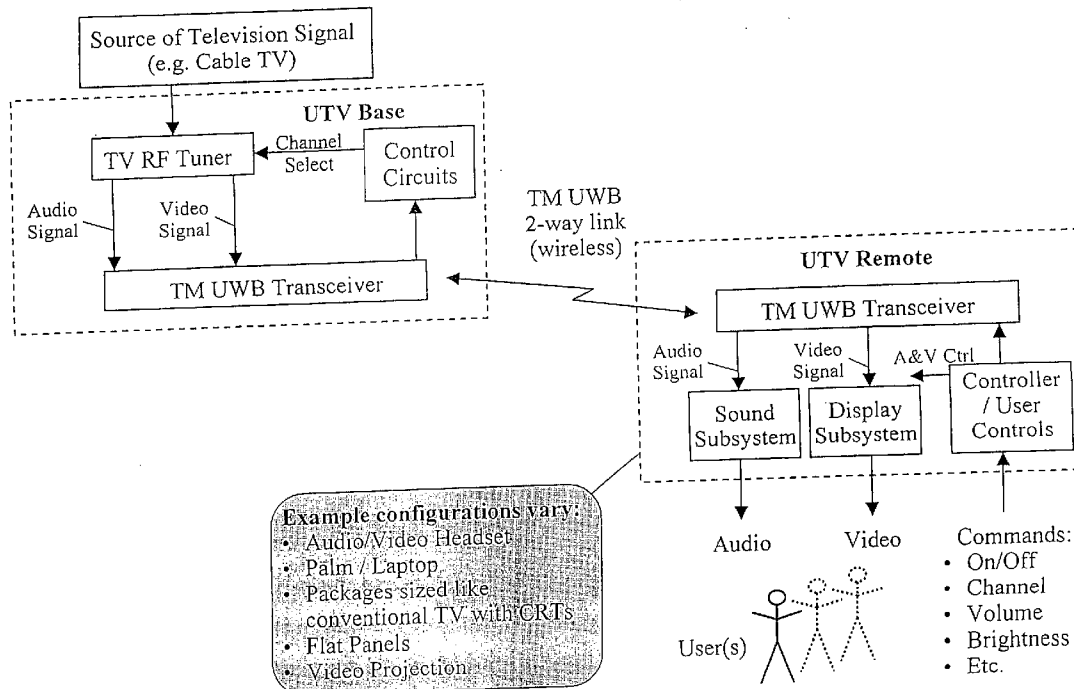 Source of Television Signal
(e.g. Cable TV)
UTV Base
TV RF Tuner
Channel
Select
Control
Circuits
Audio
Signal
Video
Signal
TM UWB Transceiver
TM UWB
2-way link
(wireless)
UTV Remote
TM UWB Transceiver
Audio
Signal
Video
Signal
A&V Ctrl
Sound
Subsystem
Display
Subsystem
Controller
/ User
Controls
Example configurations vary:
• Audio/Video Headset
• Palm / Laptop
• Packages sized like
conventional TV with CRTs
• Flat Panels
• Video Projection
Audio
Video
User(s)
Commands:
• On/Off
• Channel
• Volume
• Brightness
• Etc.